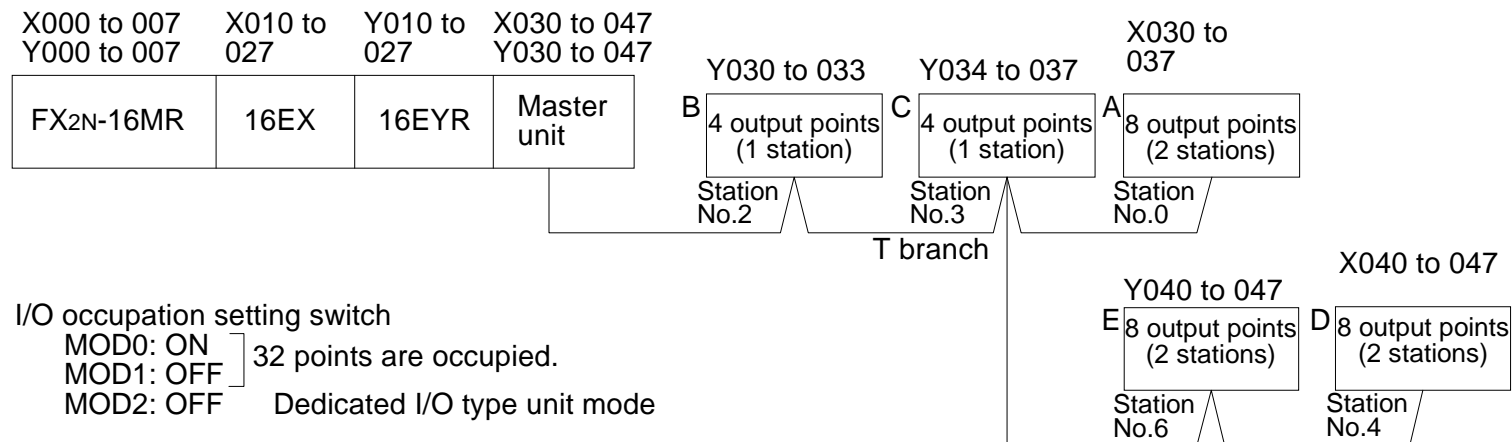 X000 to 007
Y000 to 007
X010 to
027
Y010 to
027
X030 to 047
Y030 to 047
FX2N-16MR
16EX
16EYR
Master
unit
Y030 to 033
B
4 output points
(1 station)
Station
No.2
Y034 to 037
C
4 output points
(1 station)
Station
No.3
X030 to
037
A
8 output points
(2 stations)
Station
No.0
T branch
Y040 to 047
E
8 output points
(2 stations)
Station
No.6
X040 to 047
D
8 output points
(2 stations)
Station
No.4
I/O occupation setting switch
MOD0: ON
MOD1: OFF
32 points are occupied.
MOD2: OFF Dedicated I/O type unit mode